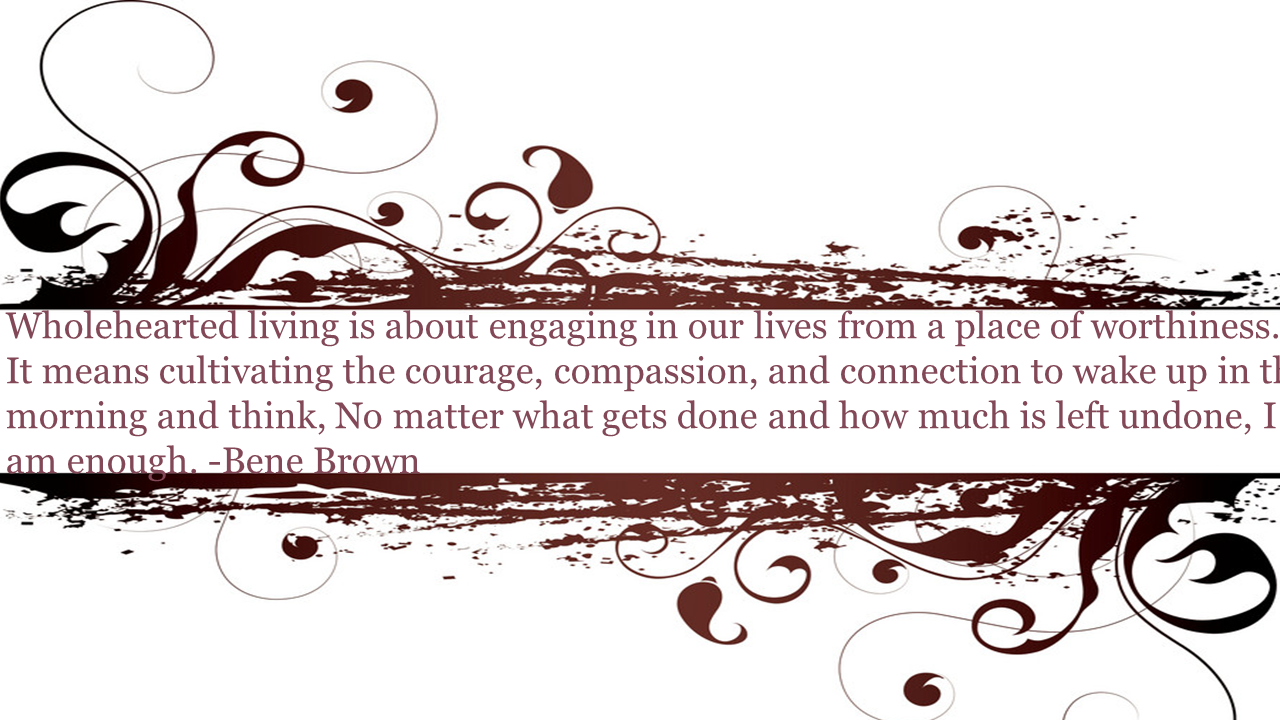 Wholehearted living is about engaging in our lives from a place of worthiness.
It means cultivating the courage, compassion, and connection to wake up in th
morning and think, No matter what gets done and how much is left undone, I
am enough. -Bene Brown